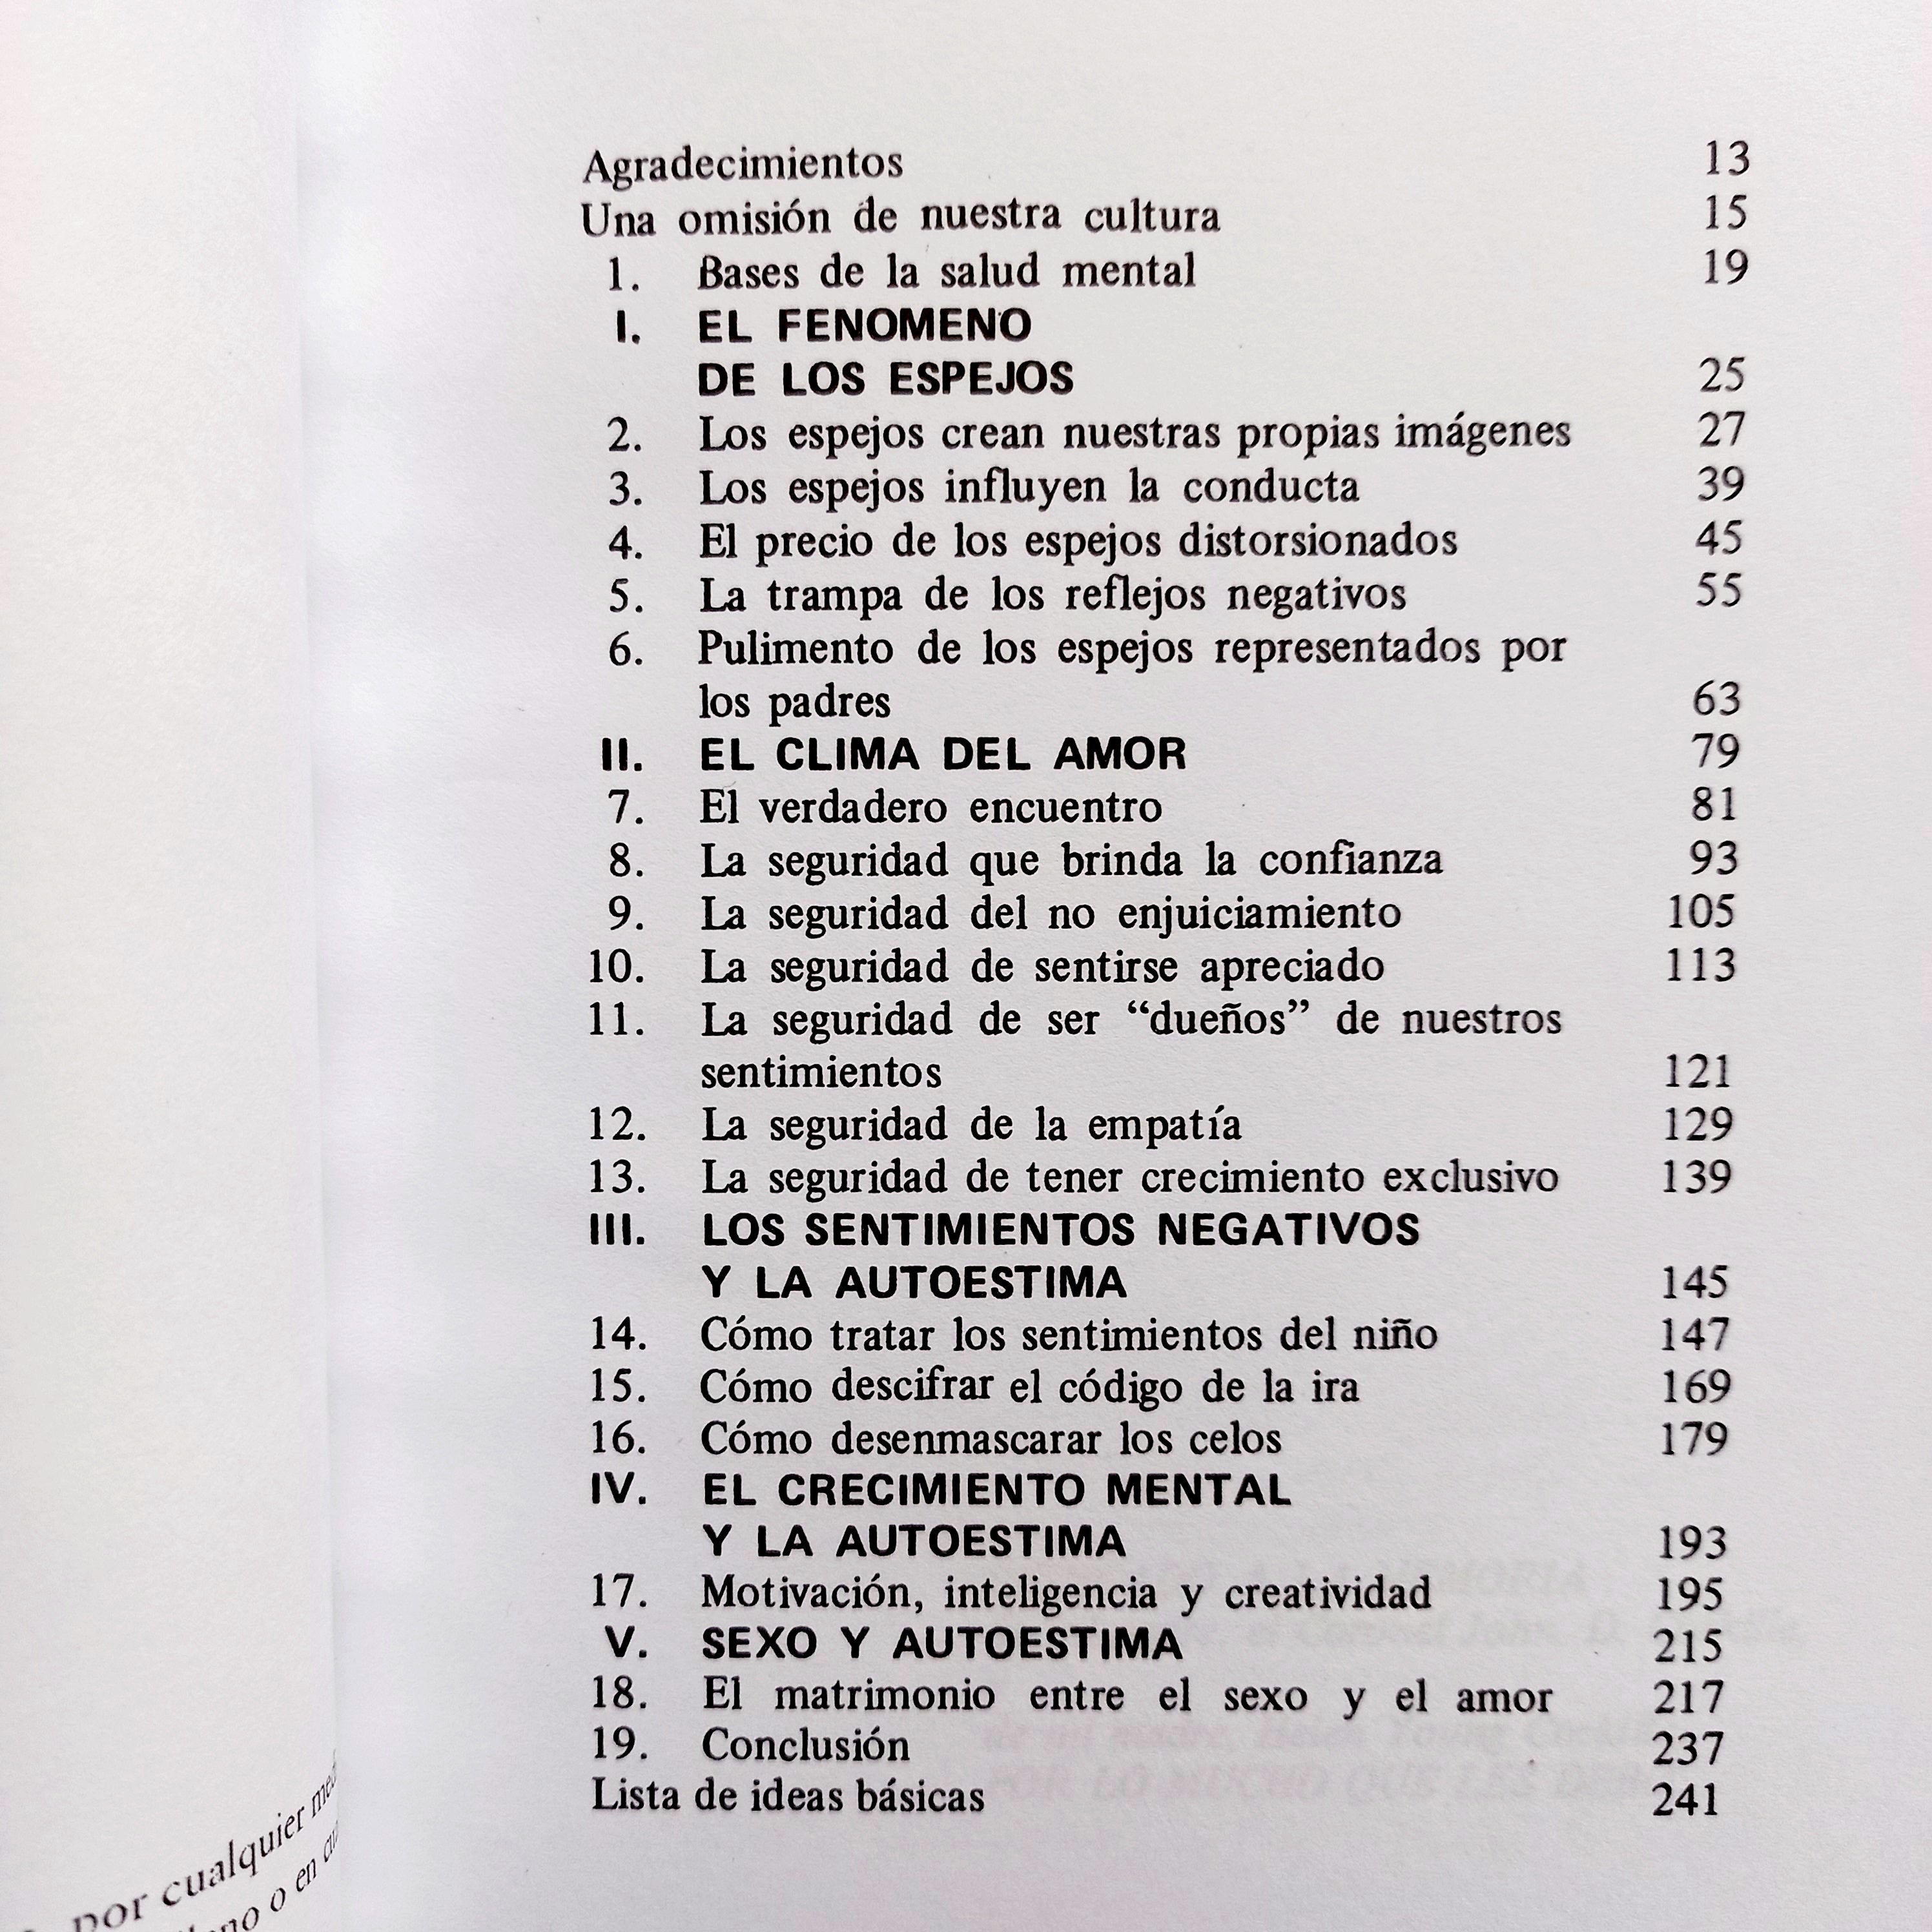 Agradecimientos 13
Una omisión de nuestra cultura 15
1. Bases de la salud mental 19
I. EL FENOMENO
DE LOS ESPEJOS 25
2. Los espejos crean nuestras propias imágenes 27
3. Los espejos influyen la conducta 39
4. El precio de los espejos distorsionados 45
5. La trampa de los reflejos negativos 55
6. Pulimento de los espejos representados por
los padres 63
II. EL CLIMA DEL AMOR 79
7. El verdadero encuentro 81
8. La seguridad que brinda la confianza 93
9. La seguridad del no enjuiciamiento 105
10. La seguridad de sentirse apreciado 113
11. La seguridad de ser “dueños” de nuestros
sentimientos 121
12. La seguridad de la empatía 129
13. La seguridad de tener crecimiento exclusivo 139
III. LOS SENTIMIENTOS NEGATIVOS
Y LA AUTOESTIMA 145
14. Cómo tratar los sentimientos del niño 147
15. Cómo descifrar el código de la ira 169
16. Cómo desenmascarar los celos 179
IV. EL CRECIMIENTO MENTAL
Y LA AUTOESTIMA 193
17. Motivación, inteligencia y creatividad 195
V. SEXO Y AUTOESTIMA 215
18. El matrimonio entre el sexo y el amor 217
19. Conclusión 237
Lista de ideas básicas 241
por cualquier
o en